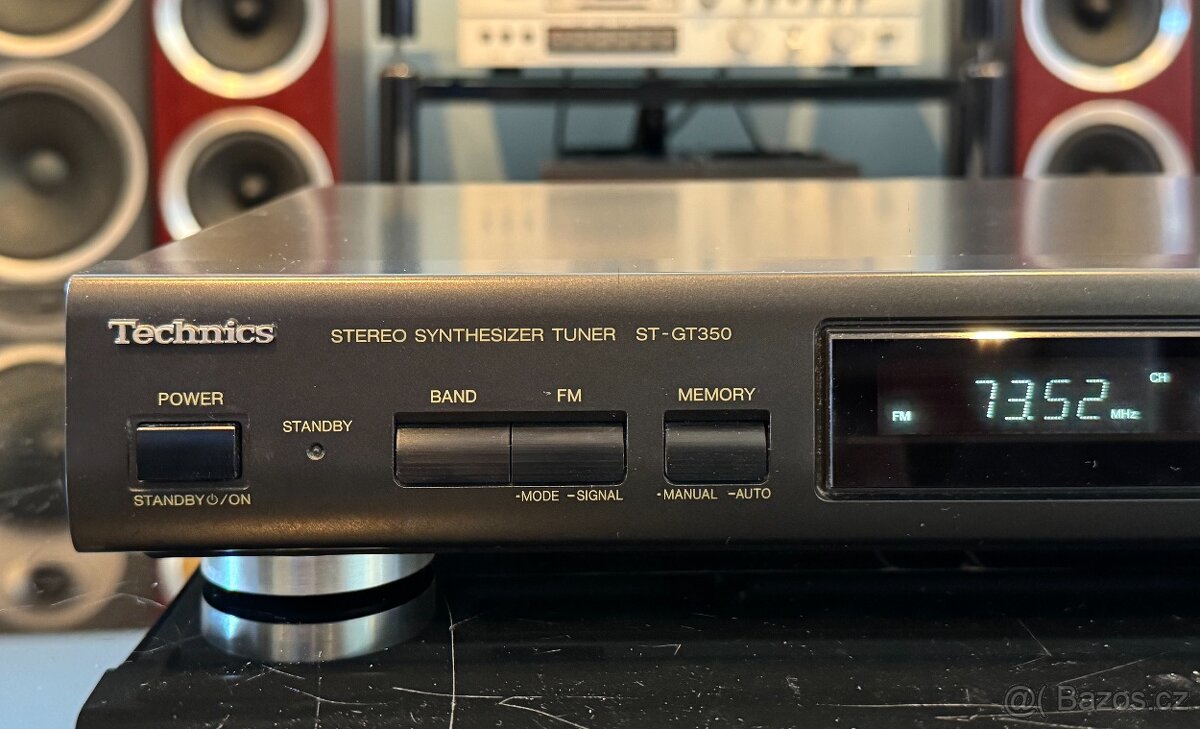 Technics
STEREO SYNTHESIZER TUNER ST-GT350
POWER
STANDBY⏻/ON
STANDBY
BAND
FM
-MODE -SIGNAL
MEMORY
-MANUAL -AUTO
FM 73.52 MHz CH
@( Bazoš.cz